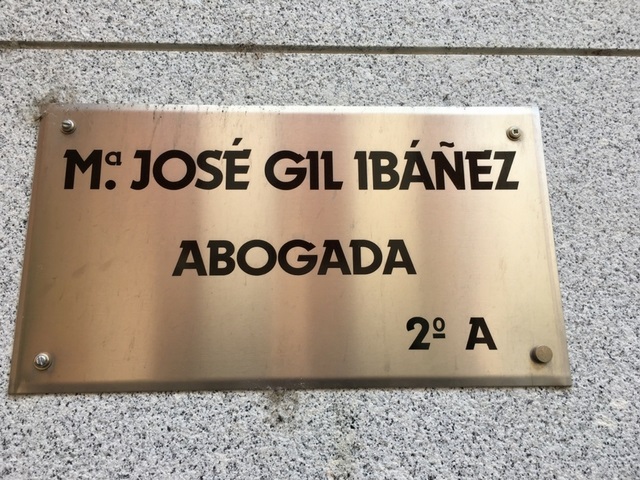 Mª. JOSÉ GIL IBÁÑEZ
ABOGADA
2º A